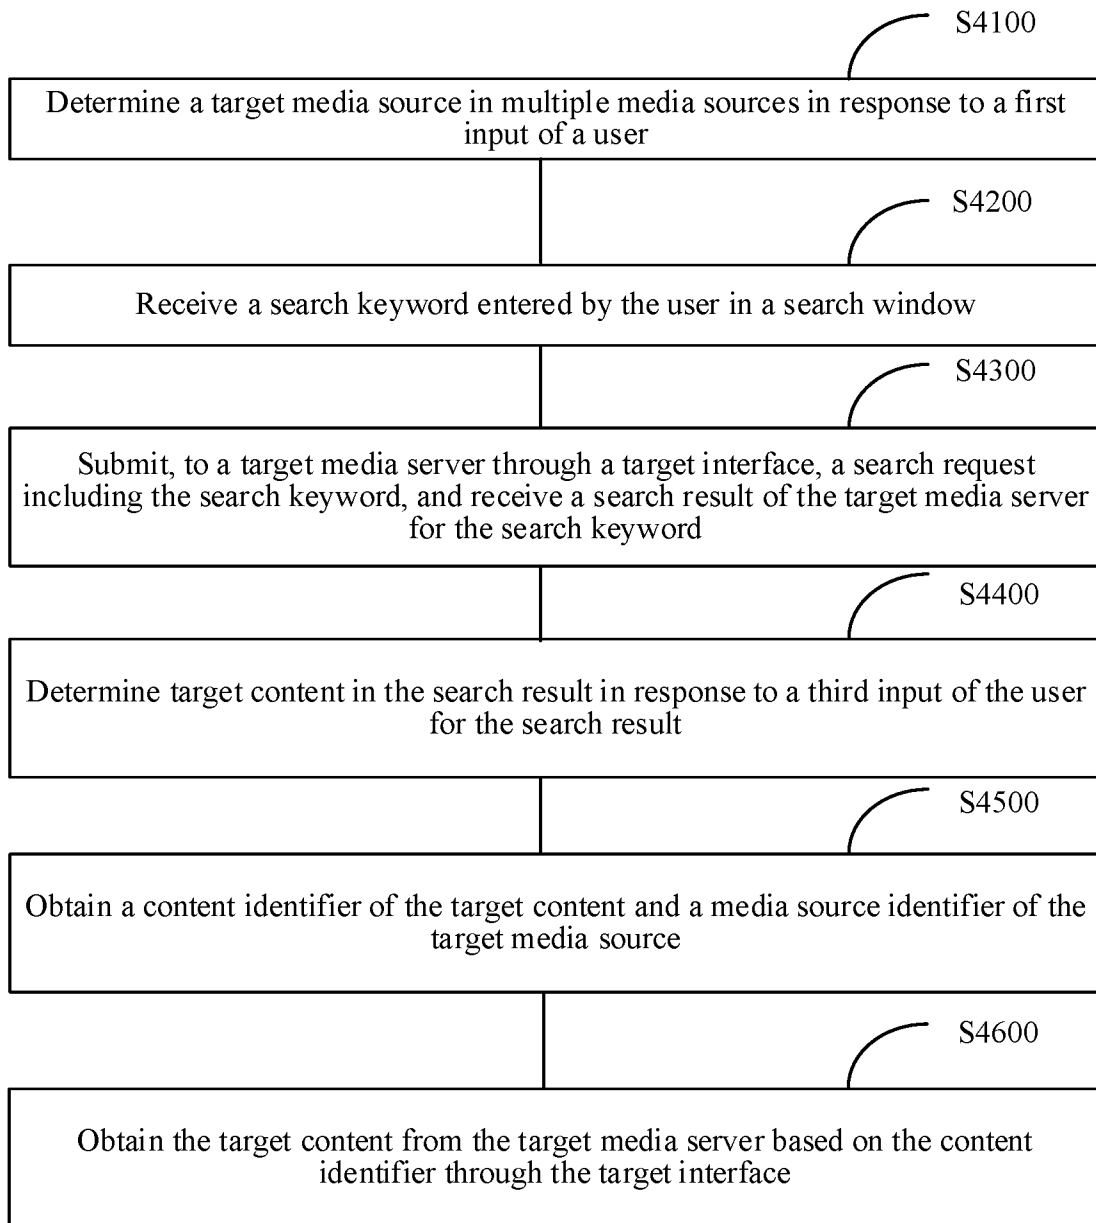 S4100
Determine a target media source in multiple media sources in response to a first
input of a user
S4200
Receive a search keyword entered by the user in a search window
S4300
Submit, to a target media server through a target interface, a search request
including the search keyword, and receive a search result of the target media server
for the search keyword
S4400
Determine target content in the search result in response to a third input of the user
for the search result
S4500
Obtain a content identifier of the target content and a media source identifier of the
target media source
S4600
Obtain the target content from the target media server based on the content
identifier through the target interface